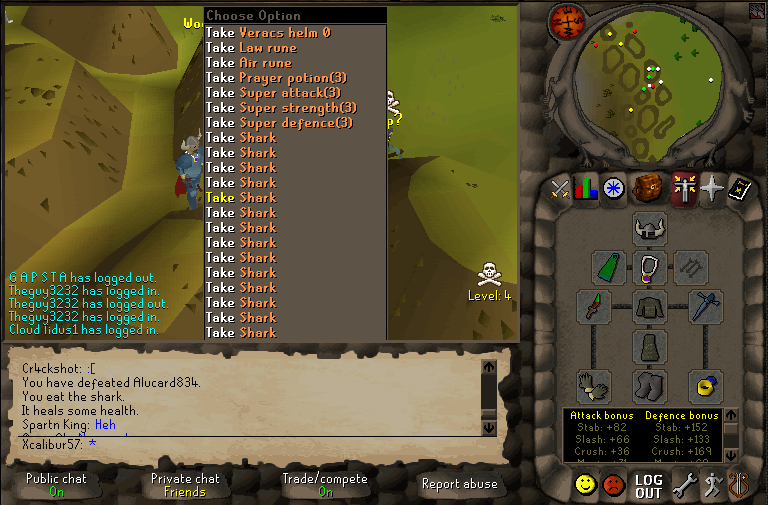 Choose Option
Take Veracs helm 0
Take Law rune
Take Air rune
Take Prayer potion(3)
Take Super attack(3)
Take Super strength(3)
Take Super defence(3)
Take Shark
Take Shark
Take Shark
Take Shark
Take Shark
Take Shark
Take Shark
Take Shark
Take Shark
Take Shark
Take Shark
Take Shark
Take Shark
Take Shark
p?
Level: 4
G A P S T A has logged out.
Theguy3232 has logged in.
Theguy3232 has logged out.
Theguy3232 has logged in.
Cloud Tidus1 has logged in.
Cr4ckshot: :[
You have defeated Alucard834.
You eat the shark.
It heals some health.
Spartn King: Heh
Xcalibur57: *
Public chat
On
Private chat
Friends
Trade/compete
On
Report abuse
Attack bonus
Stab: +82
Slash: +66
Crush: +36
Defence bonus
Stab: +152
Slash: +133
Crush: +169
LOG
OUT